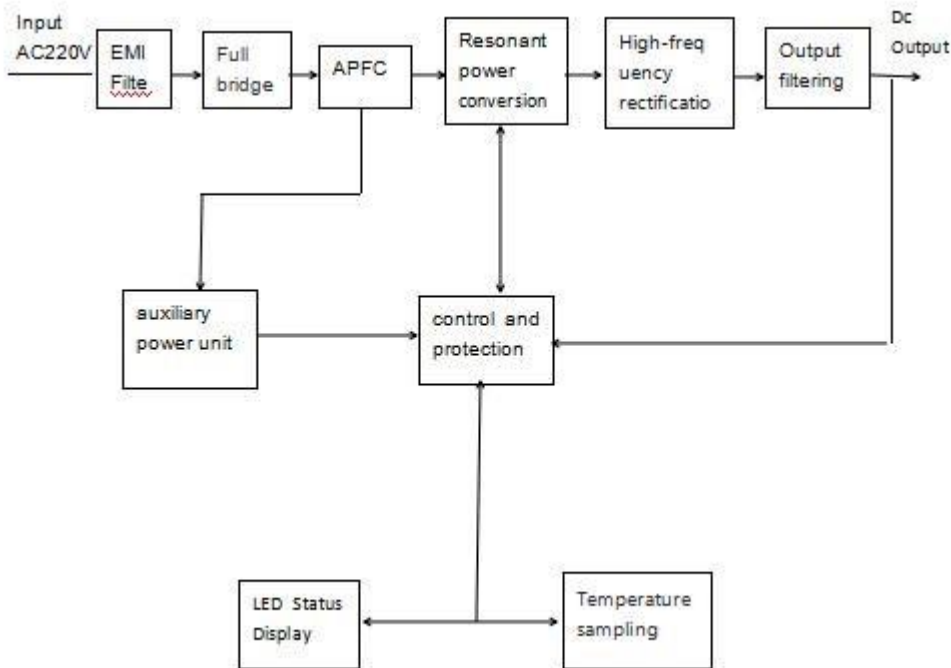 Input
AC220V
EMI
Filte
Full
bridge
APFC
Resonant
power
conversion
High-freq
uency
rectificatio
Output
filtering
Dc
Output
auxiliary
power unit
control and
protection
LED Status
Display
Temperature
sampling